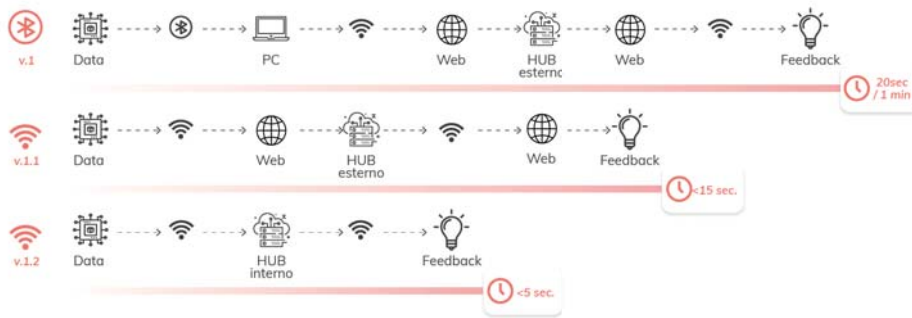 v.1
Data
PC
Web
HUB
esterno
Web
Feedback
20sec
/ 1 min
v.1.1
Data
Web
HUB
esterno
Web
Feedback
<15 sec.
v.1.2
Data
HUB
interno
Feedback
<5 sec.